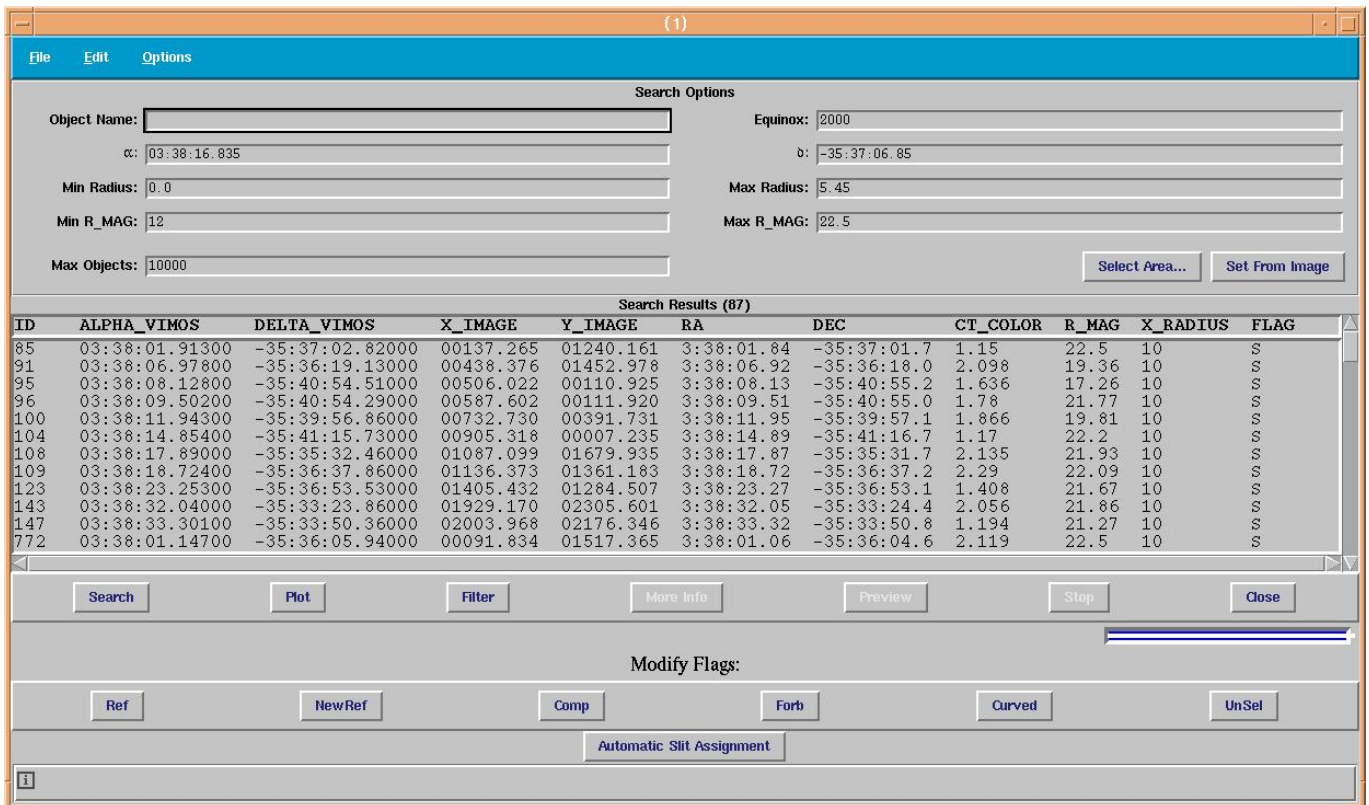 (1)
File Edit Options
Search Options
Object Name: Equinox: 2000
α: 03:38:16.835 δ: -35:37:06.85
Min Radius: 0.0 Max Radius: 5.45
Min R_MAG: 12 Max R_MAG: 22.5
Max Objects: 10000 Select Area... Set From Image
Search Results (87)
ID ALPHA_VIMOS DELTA_VIMOS X_IMAGE Y_IMAGE RA DEC CT_COLOR R_MAG X_RADIUS FLAG
85 03:38:01.91300 -35:37:02.82000 00137.265 01240.161 3:38:01.84 -35:37:01.7 1.15 22.5 10 S
91 03:38:06.97800 -35:36:19.13000 00438.376 01452.978 3:38:06.92 -35:36:18.0 2.098 19.36 10 S
95 03:38:08.12800 -35:40:54.51000 00506.022 00110.925 3:38:08.13 -35:40:55.2 1.636 17.26 10 S
96 03:38:09.50200 -35:40:54.29000 00587.602 00111.920 3:38:09.51 -35:40:55.0 1.78 21.77 10 S
100 03:38:11.94300 -35:39:56.86000 00732.730 00391.731 3:38:11.95 -35:39:57.1 1.866 19.81 10 S
104 03:38:14.85400 -35:41:15.73000 00905.318 00007.235 3:38:14.89 -35:41:16.7 1.17 22.2 10 S
108 03:38:17.89000 -35:35:32.46000 01087.099 01679.935 3:38:17.87 -35:35:31.7 2.135 21.93 10 S
109 03:38:18.72400 -35:36:37.86000 01136.373 01361.183 3:38:18.72 -35:36:37.2 2.29 22.09 10 S
123 03:38:23.25300 -35:36:53.53000 01405.432 01284.507 3:38:23.27 -35:36:53.1 1.408 21.67 10 S
143 03:38:32.04000 -35:33:23.86000 01929.170 02305.601 3:38:32.05 -35:33:24.4 2.056 21.86 10 S
147 03:38:33.30100 -35:33:50.36000 02003.968 02176.346 3:38:33.32 -35:33:50.8 1.194 21.27 10 S
772 03:38:01.14700 -35:36:05.94000 00091.834 01517.365 3:38:01.06 -35:36:04.6 2.119 22.5 10 S
Search Plot Filter More Info Preview Stop Close
Modify Flags:
Ref NewRef Comp Forb Curved UnSel
Automatic Slit Assignment
i